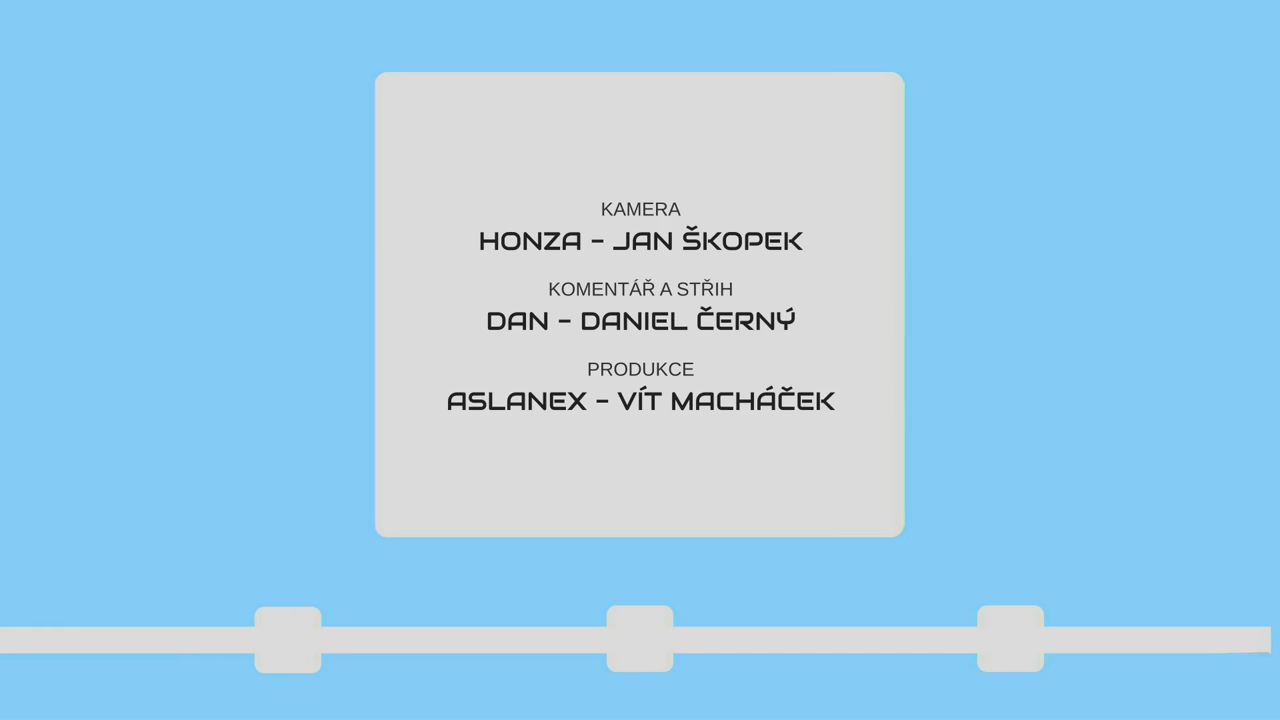 KAMERA
HONZA - JAN ŠKOPEK
KOMENTÁŘ A STŘIH
DAN - DANIEL ČERNÝ
PRODUKCE
ASLANEX - VÍT MACHÁČEK